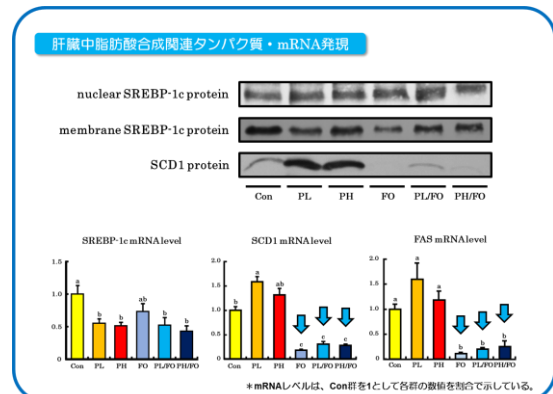 肝臓中脂肪酸合成関連タンパク質・mRNA発現
nuclear SREBP-1c protein
membrane SREBP-1c protein
SCD1 protein
Con PL PH FO PL/FO PH/FO
SREBP-1c mRNA level
1.5
1.0
0.5
0
a
b
b
ab
b
b
Con PL PH FO PL/FO PH/FO
SCD1 mRNA level
2.0
1.5
1.0
0.5
0
b
a
ab
c
c
c
Con PL PH FO PL/FO PH/FO
FAS mRNA level
2.0
1.5
1.0
0.5
0
a
a
a
b
b
b
Con PL PH FO PL/FO PH/FO
*mRNAレベルは、Con群を1として各群の数値を割合で示している。